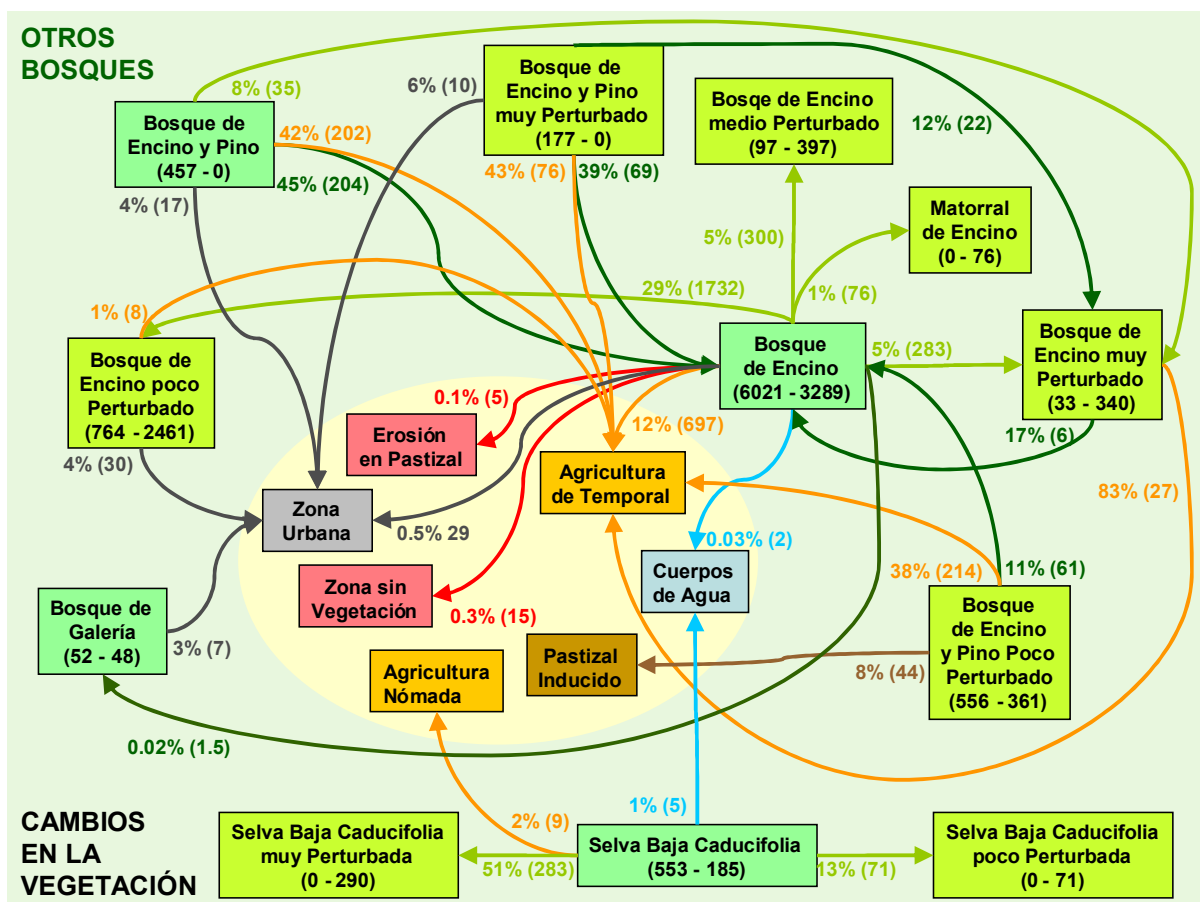 OTROS
BOSQUES
8% (35)
Bosque de
Encino y Pino
(457 - 0)
42% (202)
45% (204)
4% (17)
6% (10)
Bosque de
Encino y Pino
muy Perturbado
(177 - 0)
43% (76)
39% (69)
Bosqe de Encino
medio Perturbado
(97 - 397)
12% (22)
5% (300)
Matorral
de Encino
(0 - 76)
1% (76)
29% (1732)
1% (8)
Bosque de
Encino poco
Perturbado
(764 - 2461)
4% (30)
Bosque
de Encino
(6021 - 3289)
5% (283)
Bosque de
Encino muy
Perturbado
(33 - 340)
17% (6)
83% (27)
0.1% (5)
Erosión
en Pastizal
12% (697)
Agricultura
de Temporal
Zona
Urbana
0.5% 29
0.03% (2)
Cuerpos
de Agua
Zona sin
Vegetación
0.3% (15)
38% (214)
11% (61)
Bosque
de Encino
y Pino Poco
Perturbado
(556 - 361)
Bosque de
Galería
(52 - 48)
3% (7)
Agricultura
Nómada
Pastizal
Inducido
8% (44)
0.02% (1.5)
CAMBIOS
EN LA
VEGETACIÓN
2% (9)
1% (5)
Selva Baja Caducifolia
muy Perturbada
(0 - 290)
51% (283)
Selva Baja Caducifolia
(553 - 185)
13% (71)
Selva Baja Caducifolia
poco Perturbada
(0 - 71)